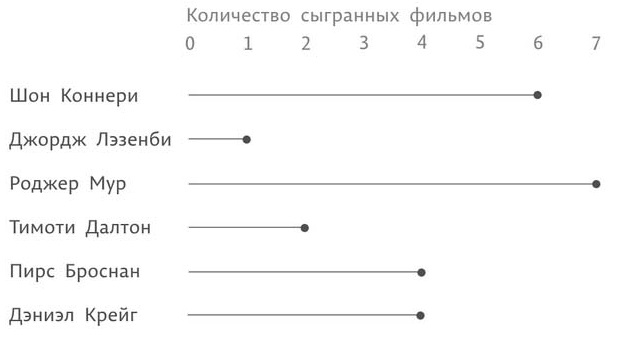 Количество сыгранных фильмов
0 1 2 3 4 5 6 7
Шон Коннери
Джордж Лэзенби
Роджер Мур
Тимоти Далтон
Пирс Броснан
Дэниэл Крейг